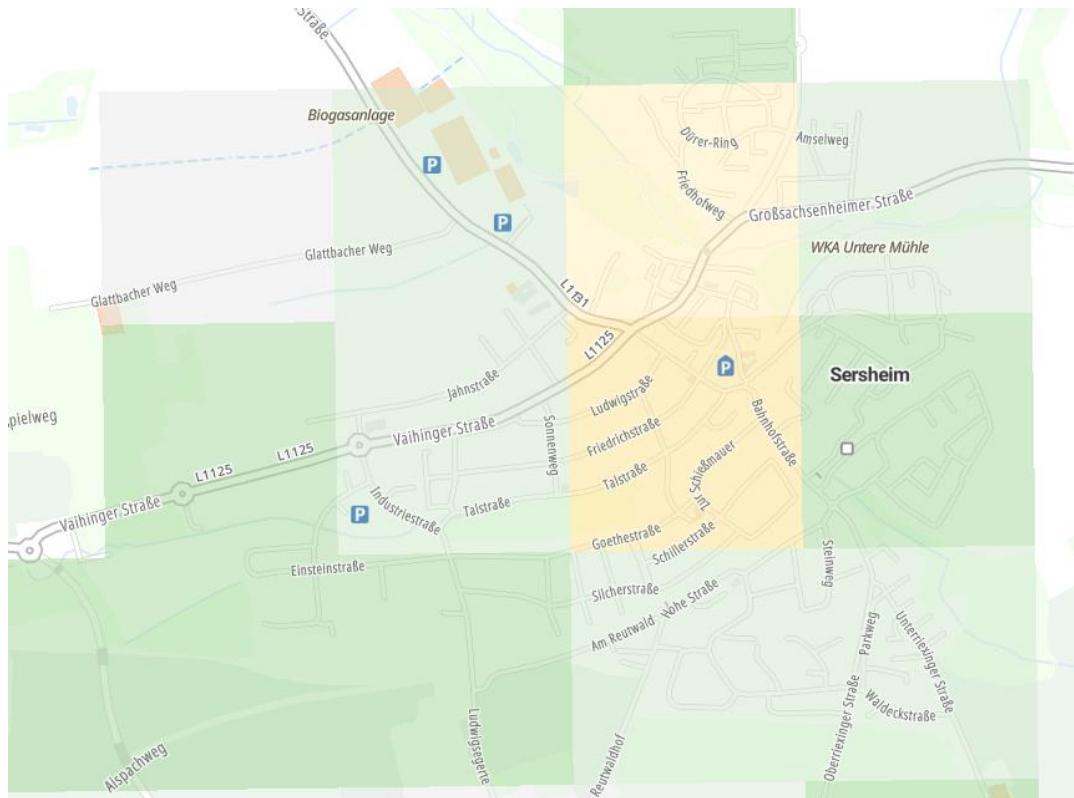 Straße
Biogasanlage
Dürer-Ring
Amselweg
P
Friedhofweg
Großsachsenheimer Straße
P
WKA Untere Mühle
Glattbacher Weg
Glattbacher Weg
L1131
L1125
P
Sersheim
Jahnstraße
Ludwigstraße
pielweg
Vaihinger Straße
Sonnenweg
Friedrichstraße
Bahnhofstraße
L1125
L1125
Talstraße
Zur Schießmauer
Vaihinger Straße
P
Industriestraße
Talstraße
Goethestraße
Schillerstraße
Einsteinstraße
Steinweg
Silcherstraße
Hohe Straße
Am Reutwald
Parkweg
Unterriexinger Straße
Waldeckstraße
Oberriexinger Straße
Ludwigsegerte
Reutwaldhof
Alspachweg